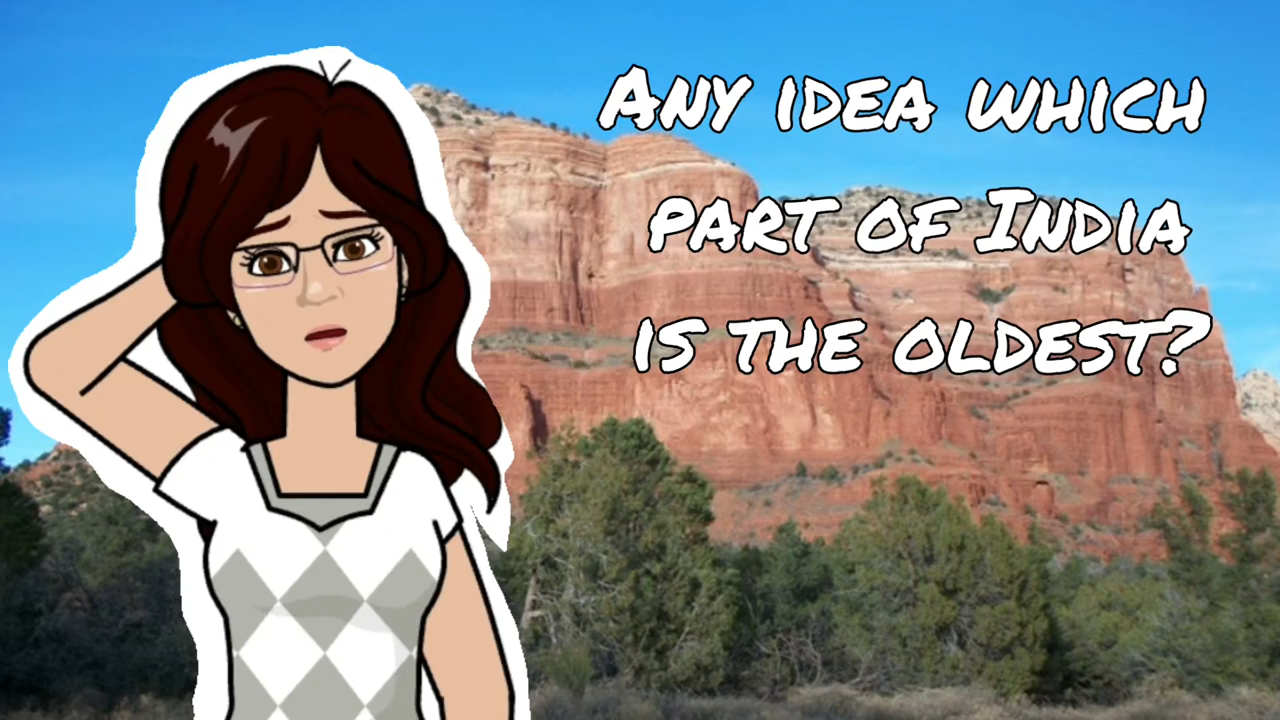 Any idea which
part of India
is the oldest?